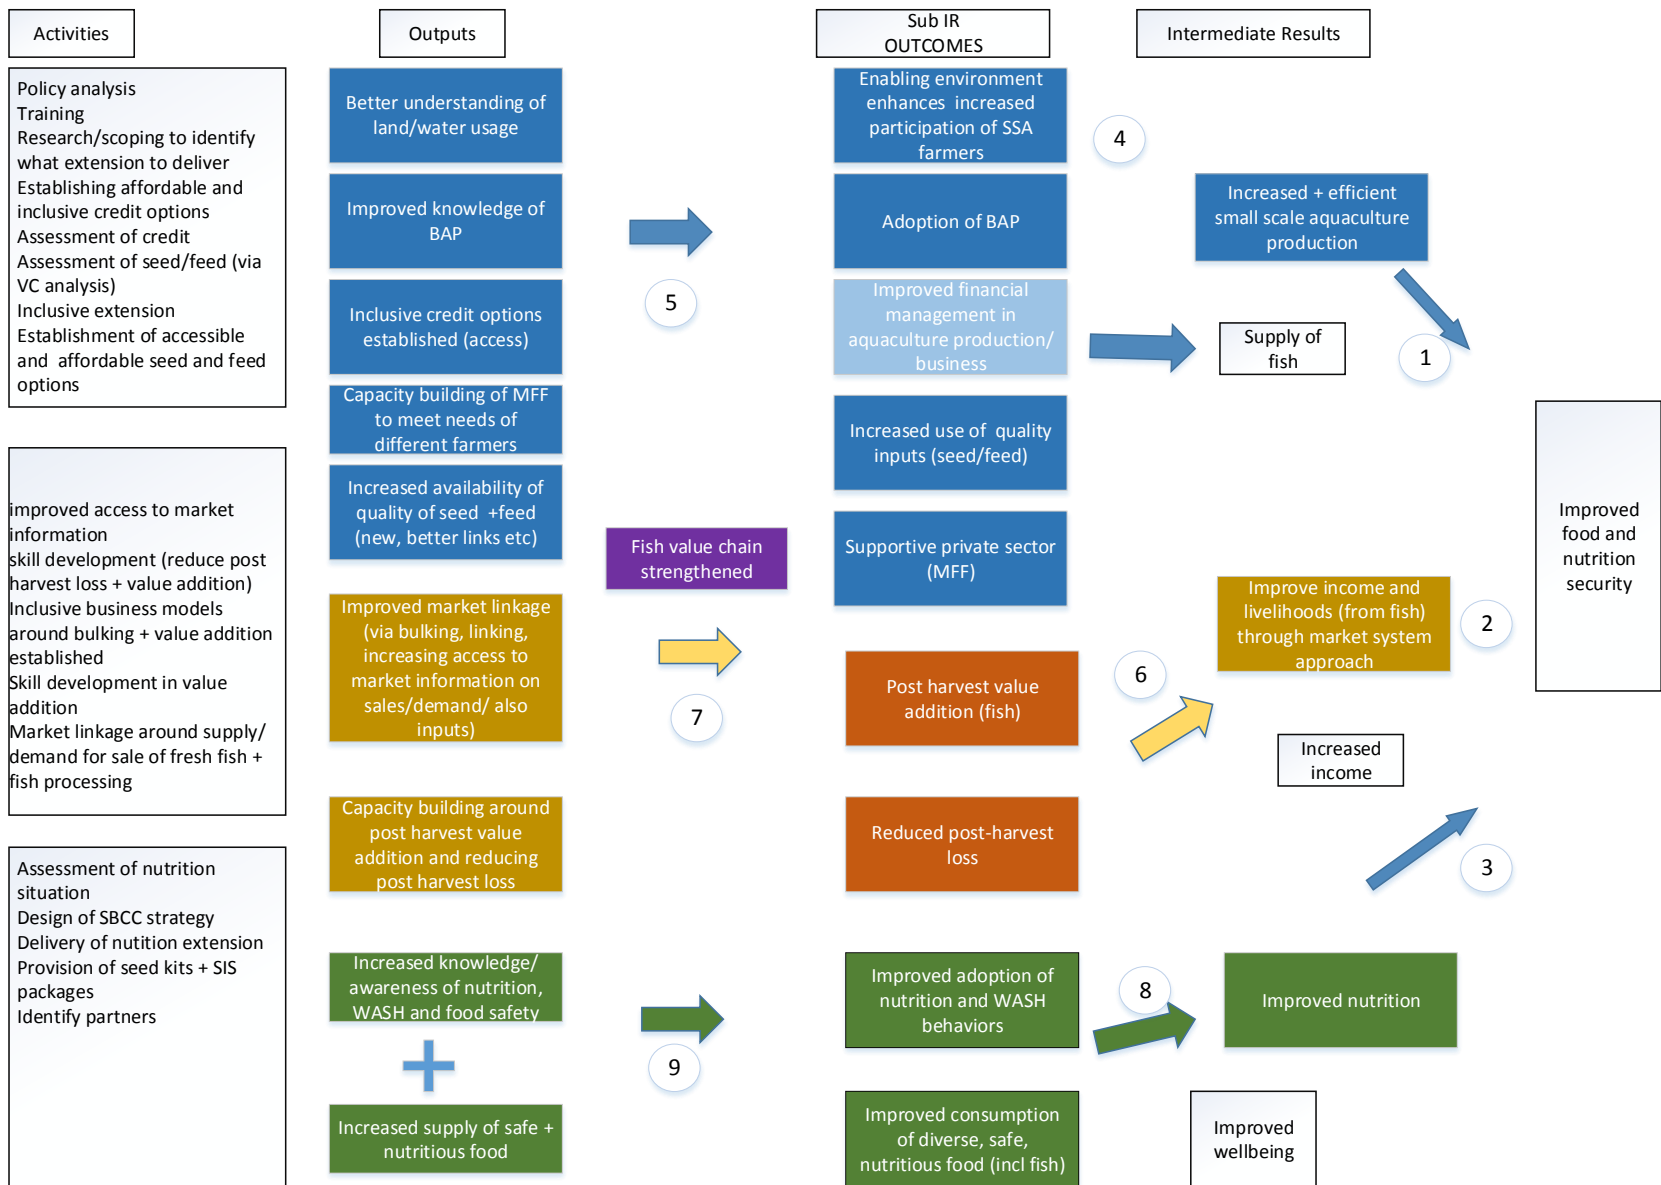 Activities
Outputs
Sub IR
OUTCOMES
Intermediate Results
Policy analysis
Training
Research/scoping to identify
what extension to deliver
Establishing affordable and
inclusive credit options
Assessment of credit
Assessment of seed/feed (via
VC analysis)
Inclusive extension
Establishment of accessible
and affordable seed and feed
options
improved access to market
information
skill development (reduce post
harvest loss + value addition)
Inclusive business models
around bulking + value addition
established
Skill development in value
addition
Market linkage around supply/
demand for sale of fresh fish +
fish processing
Assessment of nutrition
situation
Design of SBCC strategy
Delivery of nutition extension
Provision of seed kits + SIS
packages
Identify partners
Better understanding of
land/water usage
Improved knowledge of
BAP
Inclusive credit options
established (access)
Capacity building of MFF
to meet needs of
different farmers
Increased availability of
quality of seed +feed
(new, better links etc)
Improved market linkage
(via bulking, linking,
increasing access to
market information on
sales/demand/ also
inputs)
Capacity building around
post harvest value
addition and reducing
post harvest loss
Increased knowledge/
awareness of nutrition,
WASH and food safety
Increased supply of safe +
nutritious food
5
Fish value chain
strengthened
7
9
Enabling environment
enhances increased
participation of SSA
farmers
Adoption of BAP
Improved financial
management in
aquaculture production/
business
Increased use of quality
inputs (seed/feed)
Supportive private sector
(MFF)
Post harvest value
addition (fish)
Reduced post-harvest
loss
Improved adoption of
nutrition and WASH
behaviors
Improved consumption
of diverse, safe,
nutritious food (incl fish)
4
6
8
Increased + efficient
small scale aquaculture
production
Supply of
fish
1
Improve income and
livelihoods (from fish)
through market system
approach
2
Increased
income
3
Improved nutrition
Improved
wellbeing
Improved
food and
nutrition
security